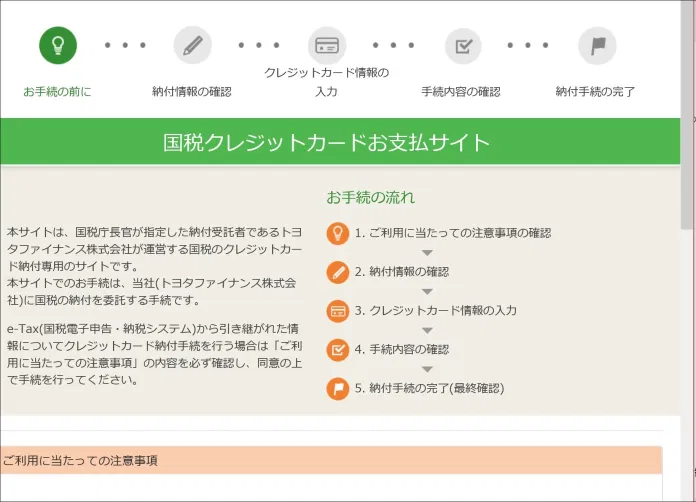 お手続の前に
納付情報の確認
クレジットカード情報の
入力
手続内容の確認
納付手続の完了
国税クレジットカードお支払サイト
本サイトは、国税庁長官が指定した納付受託者であるトヨ
タファイナンス株式会社が運営する国税のクレジットカー
ド納付専用のサイトです。
本サイトでのお手続は、当社(トヨタファイナンス株式会
社)に国税の納付を委託する手続です。
e-Tax(国税電子申告・納税システム)から引き継がれた情
報についてクレジットカード納付手続を行う場合は「ご利
用に当たっての注意事項」の内容を必ず確認し、同意の上
で手続を行ってください。
お手続の流れ
1. ご利用に当たっての注意事項の確認
2. 納付情報の確認
3. クレジットカード情報の入力
4. 手続内容の確認
5. 納付手続の完了(最終確認)
ご利用に当たっての注意事項